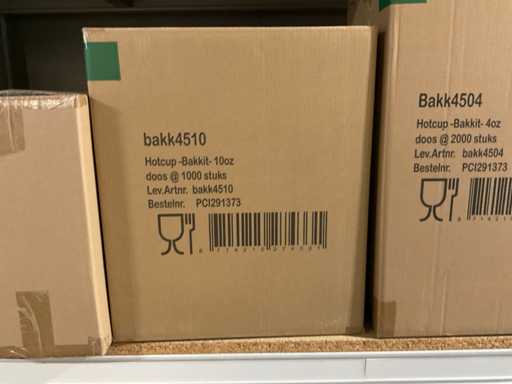 bakk4510
Hotcup -Bakkit- 10oz
doos @ 1000 stuks
Lev.Artnr. bakk4510
Bestelnr. PCI291373
Bakk4504
Hotcup -Bakkit- 4oz
doos @ 2000 stuks
Lev.Artnr. bakk4504
Bestelnr. PCI291373